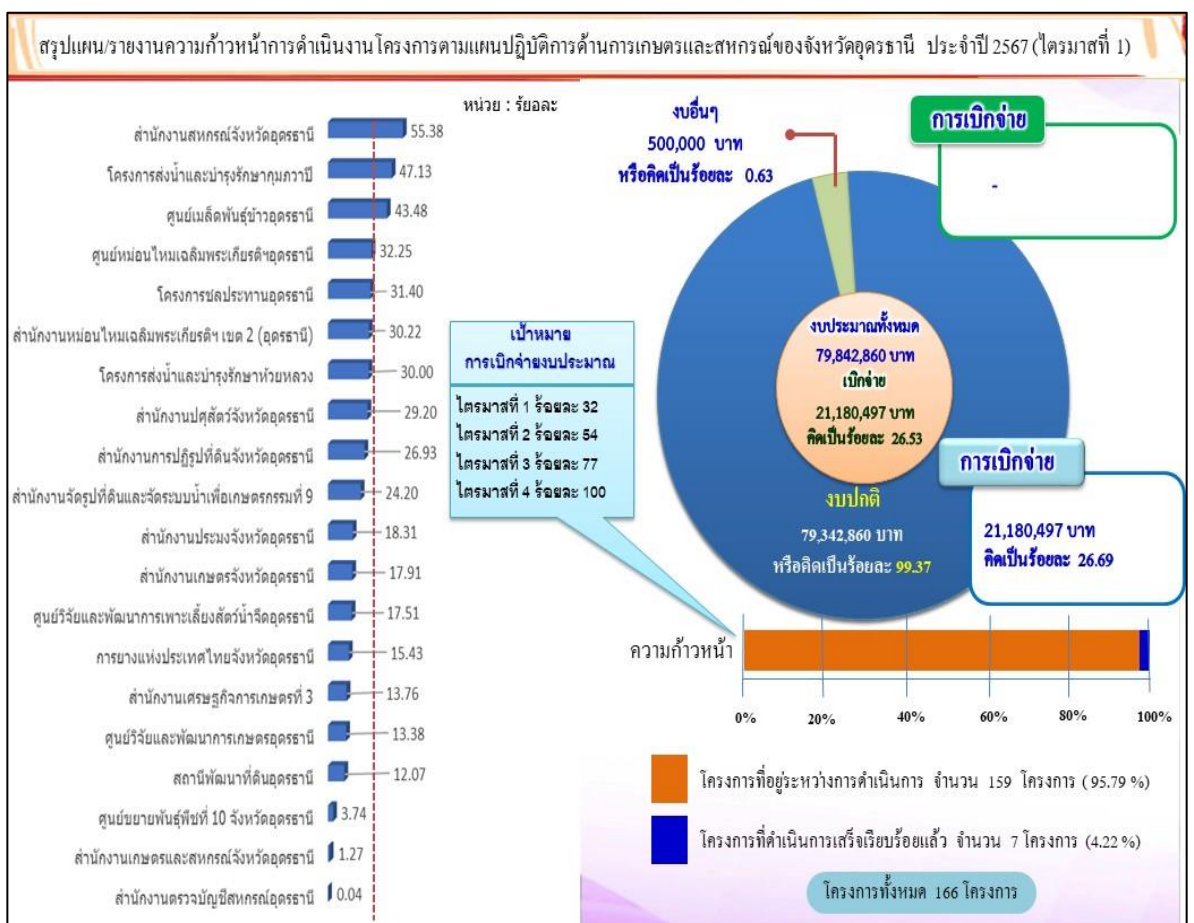 สรุปแผน/รายงานความก้าวหน้าการดำเนินงานโครงการตามแผนปฏิบัติการด้านการเกษตรและสหกรณ์ของจังหวัดอุดรธานี ประจำปี 2567 (ไตรมาสที่ 1)
หน่วย : ร้อยละ
สำนักงานสหกรณ์จังหวัดอุดรธานี 55.38
โครงการส่งน้ำและบำรุงรักษากุมภวาปี 47.13
ศูนย์เมล็ดพันธุ์ข้าวอุดรธานี 43.48
ศูนย์หม่อนไหมเฉลิมพระเกียรติฯอุดรธานี 32.25
โครงการชลประทานอุดรธานี 31.40
สำนักงานหม่อนไหมเฉลิมพระเกียรติฯ เขต 2 (อุดรธานี) 30.22
โครงการส่งน้ำและบำรุงรักษาห้วยหลวง 30.00
สำนักงานปศุสัตว์จังหวัดอุดรธานี 29.20
สำนักงานการปฏิรูปที่ดินจังหวัดอุดรธานี 26.93
สำนักงานจัดรูปที่ดินและจัดระบบน้ำเพื่อเกษตรกรรมที่ 9 24.20
สำนักงานประมงจังหวัดอุดรธานี 18.31
สำนักงานเกษตรจังหวัดอุดรธานี 17.91
ศูนย์วิจัยและพัฒนาการเพาะเลี้ยงสัตว์น้ำจืดอุดรธานี 17.51
การยางแห่งประเทศไทยจังหวัดอุดรธานี 15.43
สำนักงานเศรษฐกิจการเกษตรที่ 3 13.76
ศูนย์วิจัยและพัฒนาการเกษตรอุดรธานี 13.38
สถานีพัฒนาที่ดินอุดรธานี 12.07
ศูนย์ขยายพันธุ์พืชที่ 10 จังหวัดอุดรธานี 3.74
สำนักงานเกษตรและสหกรณ์จังหวัดอุดรธานี 1.27
สำนักงานตรวจบัญชีสหกรณ์อุดรธานี 0.04
เป้าหมาย
การเบิกจ่ายงบประมาณ
ไตรมาสที่ 1 ร้อยละ 32
ไตรมาสที่ 2 ร้อยละ 54
ไตรมาสที่ 3 ร้อยละ 77
ไตรมาสที่ 4 ร้อยละ 100
งบอื่นๆ
500,000 บาท
หรือคิดเป็นร้อยละ 0.63
การเบิกจ่าย
-
งบประมาณทั้งหมด
79,842,860 บาท
เบิกจ่าย
21,180,497 บาท
คิดเป็นร้อยละ 26.53
งบปกติ
79,342,860 บาท
หรือคิดเป็นร้อยละ 99.37
การเบิกจ่าย
21,180,497 บาท
คิดเป็นร้อยละ 26.69
ความก้าวหน้า
0% 20% 40% 60% 80% 100%
โครงการที่อยู่ระหว่างการดำเนินการ จำนวน 159 โครงการ (95.79 %)
โครงการที่ดำเนินการเสร็จเรียบร้อยแล้ว จำนวน 7 โครงการ (4.22 %)
โครงการทั้งหมด 166 โครงการ